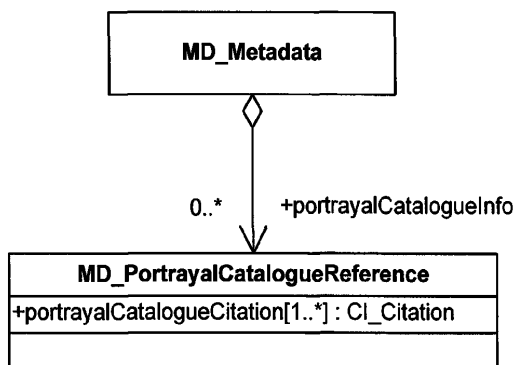 MD_Metadata
0..* +portrayalCatalogueInfo
MD_PortrayalCatalogueReference
+portrayalCatalogueCitation[1..*] : CI_Citation